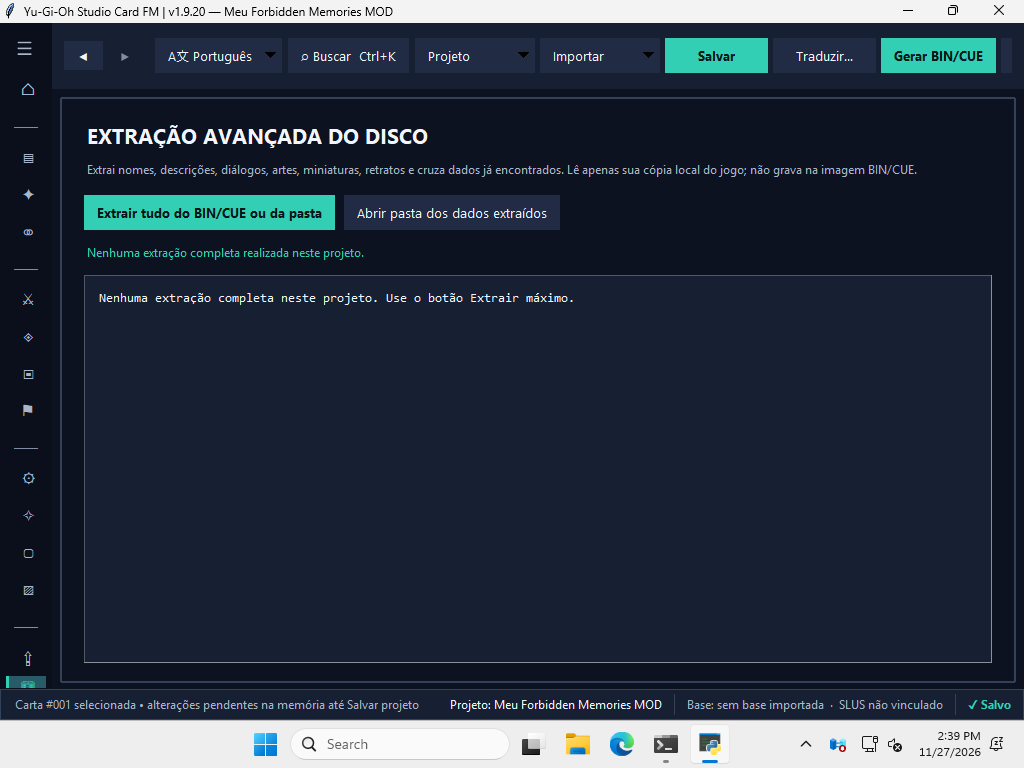 Yu-Gi-Oh Studio Card FM | v1.9.20 — Meu Forbidden Memories MOD
A文 Português
Buscar Ctrl+K
Projeto
Importar
Salvar
Traduzir...
Gerar BIN/CUE
EXTRAÇÃO AVANÇADA DO DISCO
Extrai nomes, descrições, diálogos, artes, miniaturas, retratos e cruza dados já encontrados. Lê apenas sua cópia local do jogo; não grava na imagem BIN/CUE.
Extrair tudo do BIN/CUE ou da pasta
Abrir pasta dos dados extraídos
Nenhuma extração completa realizada neste projeto.
Nenhuma extração completa neste projeto. Use o botão Extrair máximo.
Carta #001 selecionada • alterações pendentes na memória até Salvar projeto
Projeto: Meu Forbidden Memories MOD
Base: sem base importada · SLUS não vinculado
✓ Salvo
Search
2:39 PM
11/27/2026